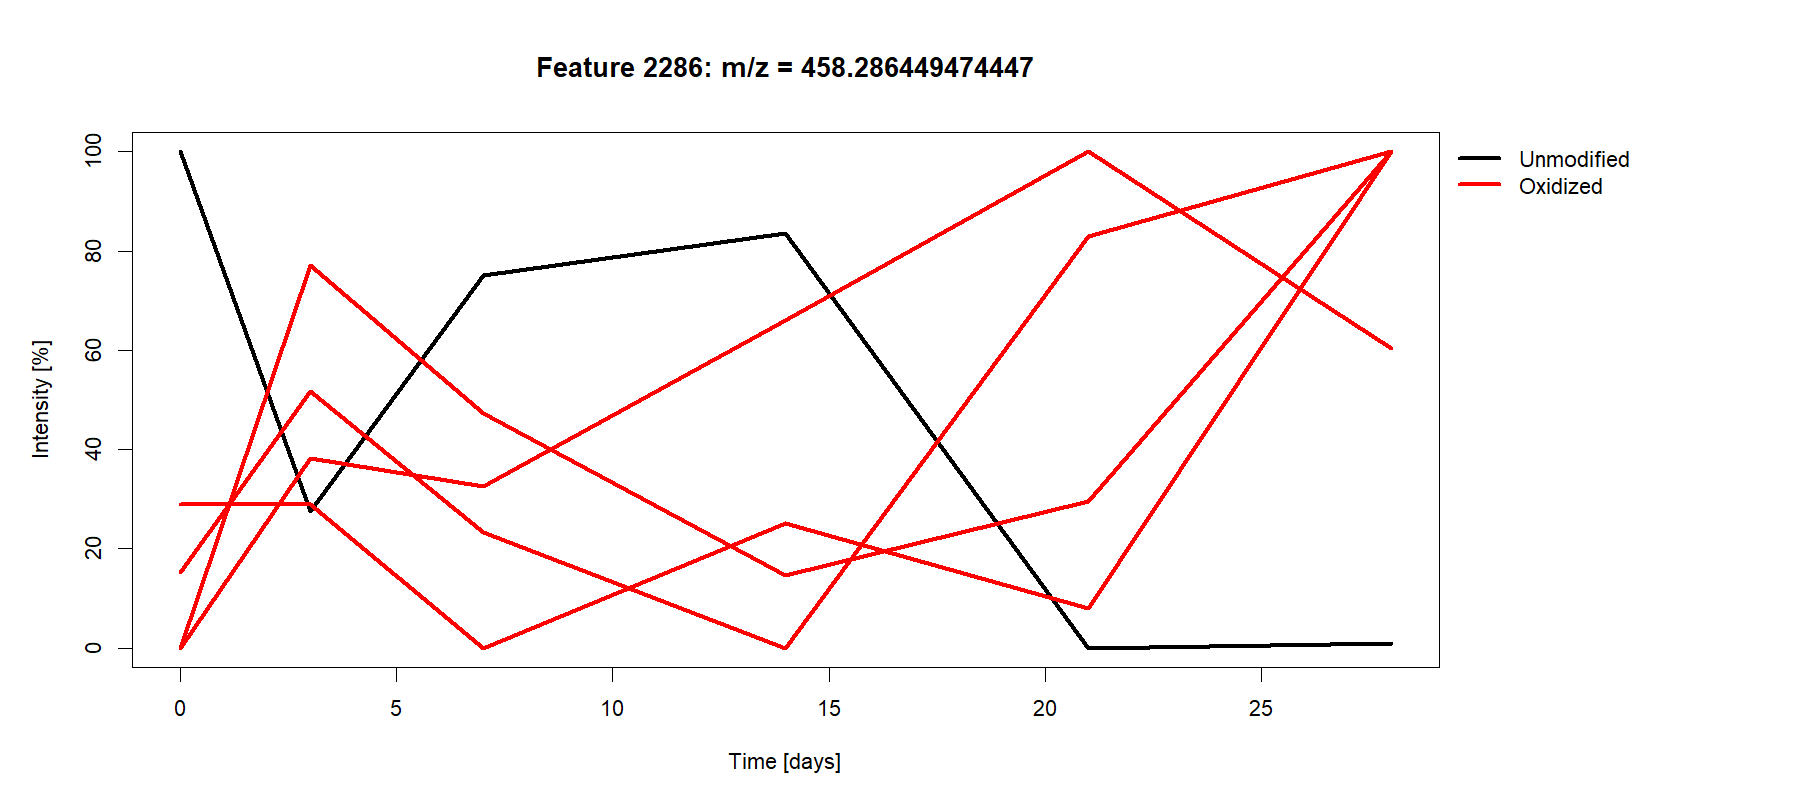 Feature 2286: m/z = 458.286449474447
Unmodified
Oxidized
100
80
60
40
20
0
Intensity [%]
0 5 10 15 20 25
Time [days]